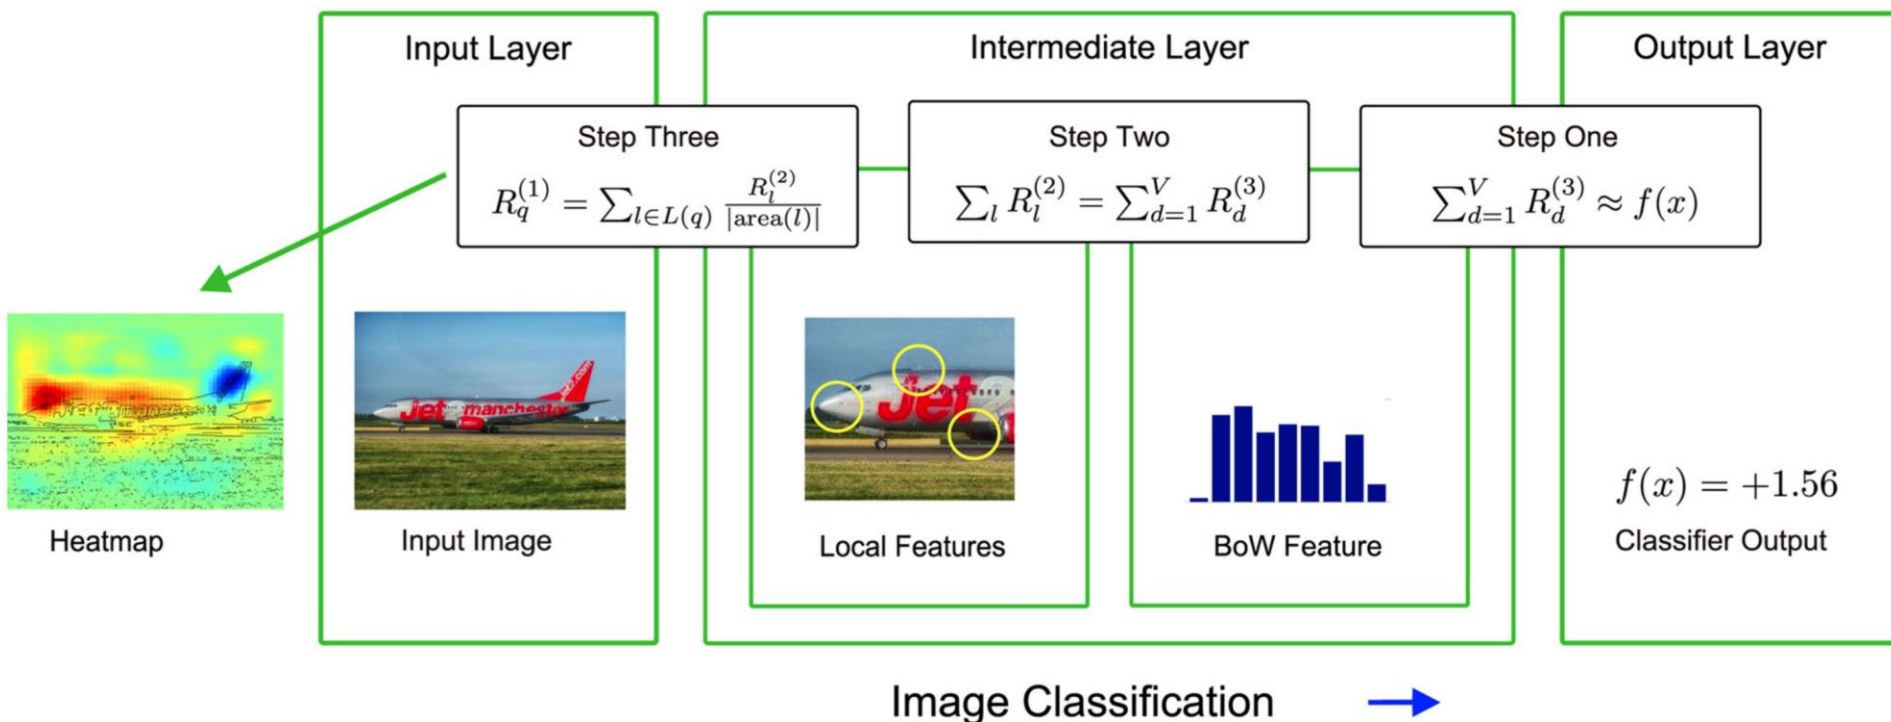 Input Layer
Intermediate Layer
Output Layer
Step Three
R_q^{(1)} = \sum_{l \in L(q)} \frac{R_l^{(2)}}{|area(l)|}
Step Two
\sum_l R_l^{(2)} = \sum_{d=1}^{V} R_d^{(3)}
Step One
\sum_{d=1}^{V} R_d^{(3)} ≈ f(x)
Jet manchester
jet2.com
Jet
f(x) = +1.56
Heatmap
Input Image
Local Features
BoW Feature
Classifier Output
Image Classification